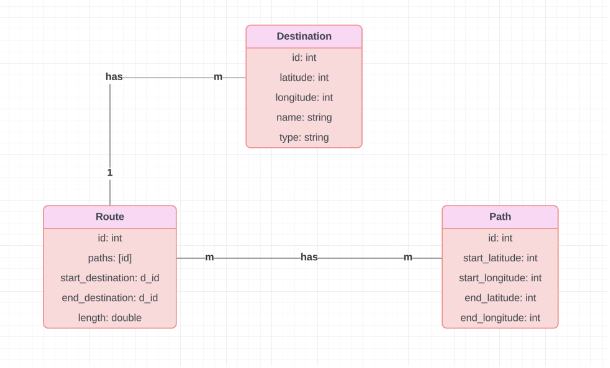 Destination
id: int
latitude: int
longitude: int
name: string
type: string
has
m
1
Route
id: int
paths: [id]
start_destination: d_id
end_destination: d_id
length: double
m
has
m
Path
id: int
start_latitude: int
start_longitude: int
end_latitude: int
end_longitude: int